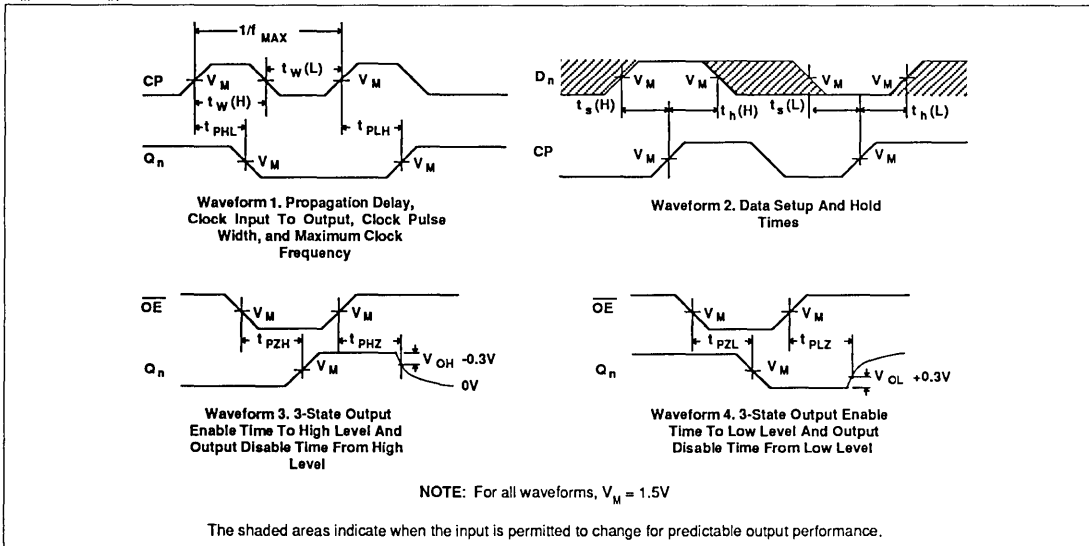 1/f MAX
t W (L)
CP
V M V M V M
t W (H)
t PHL t PLH
Q n
V M V M
Waveform 1. Propagation Delay,
Clock Input To Output, Clock Pulse
Width, and Maximum Clock
Frequency
D n
V M V M V M V M
t s (H) t h (H) t s (L) t h (L)
CP
V M V M
Waveform 2. Data Setup And Hold
Times
OE
V M V M
t PZH t PHZ
V OH -0.3V
Q n
V M
0V
Waveform 3. 3-State Output
Enable Time To High Level And
Output Disable Time From High
Level
OE
V M V M
t PZL t PLZ
Q n
V M
V OL +0.3V
Waveform 4. 3-State Output Enable
Time To Low Level And Output
Disable Time From Low Level
NOTE: For all waveforms, V M = 1.5V
The shaded areas indicate when the input is permitted to change for predictable output performance.